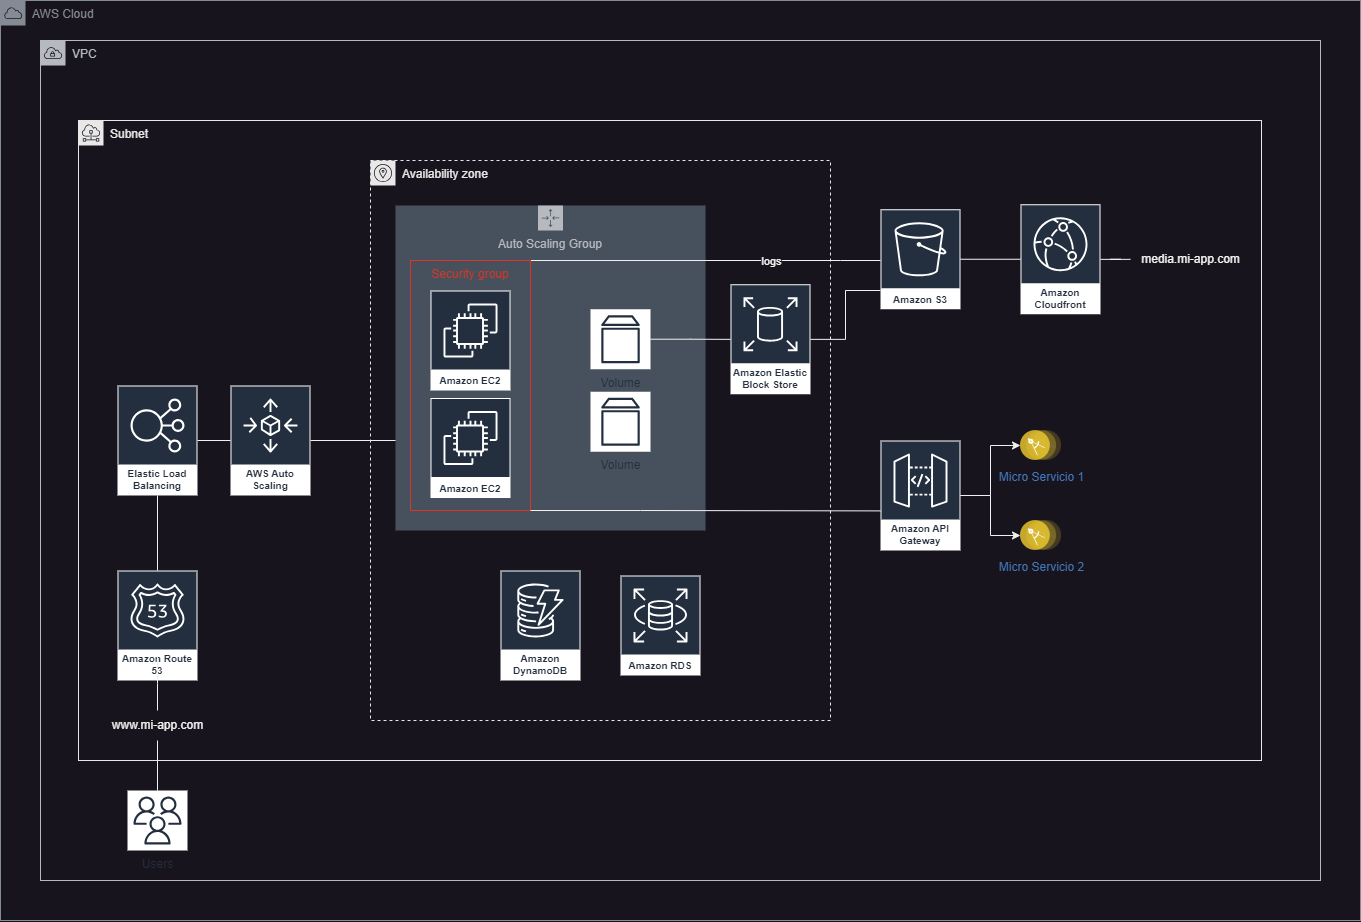 AWS Cloud
VPC
Subnet
Availability zone
Auto Scaling Group
Security group
Amazon EC2
Amazon EC2
Volume
Volume
logs
Amazon Elastic
Block Store
Amazon S3
Amazon
Cloudfront
media.mi-app.com
Elastic Load
Balancing
AWS Auto
Scaling
Amazon API
Gateway
Micro Servicio 1
Micro Servicio 2
53
Amazon Route
53
Amazon
DynamoDB
Amazon RDS
www.mi-app.com
Users